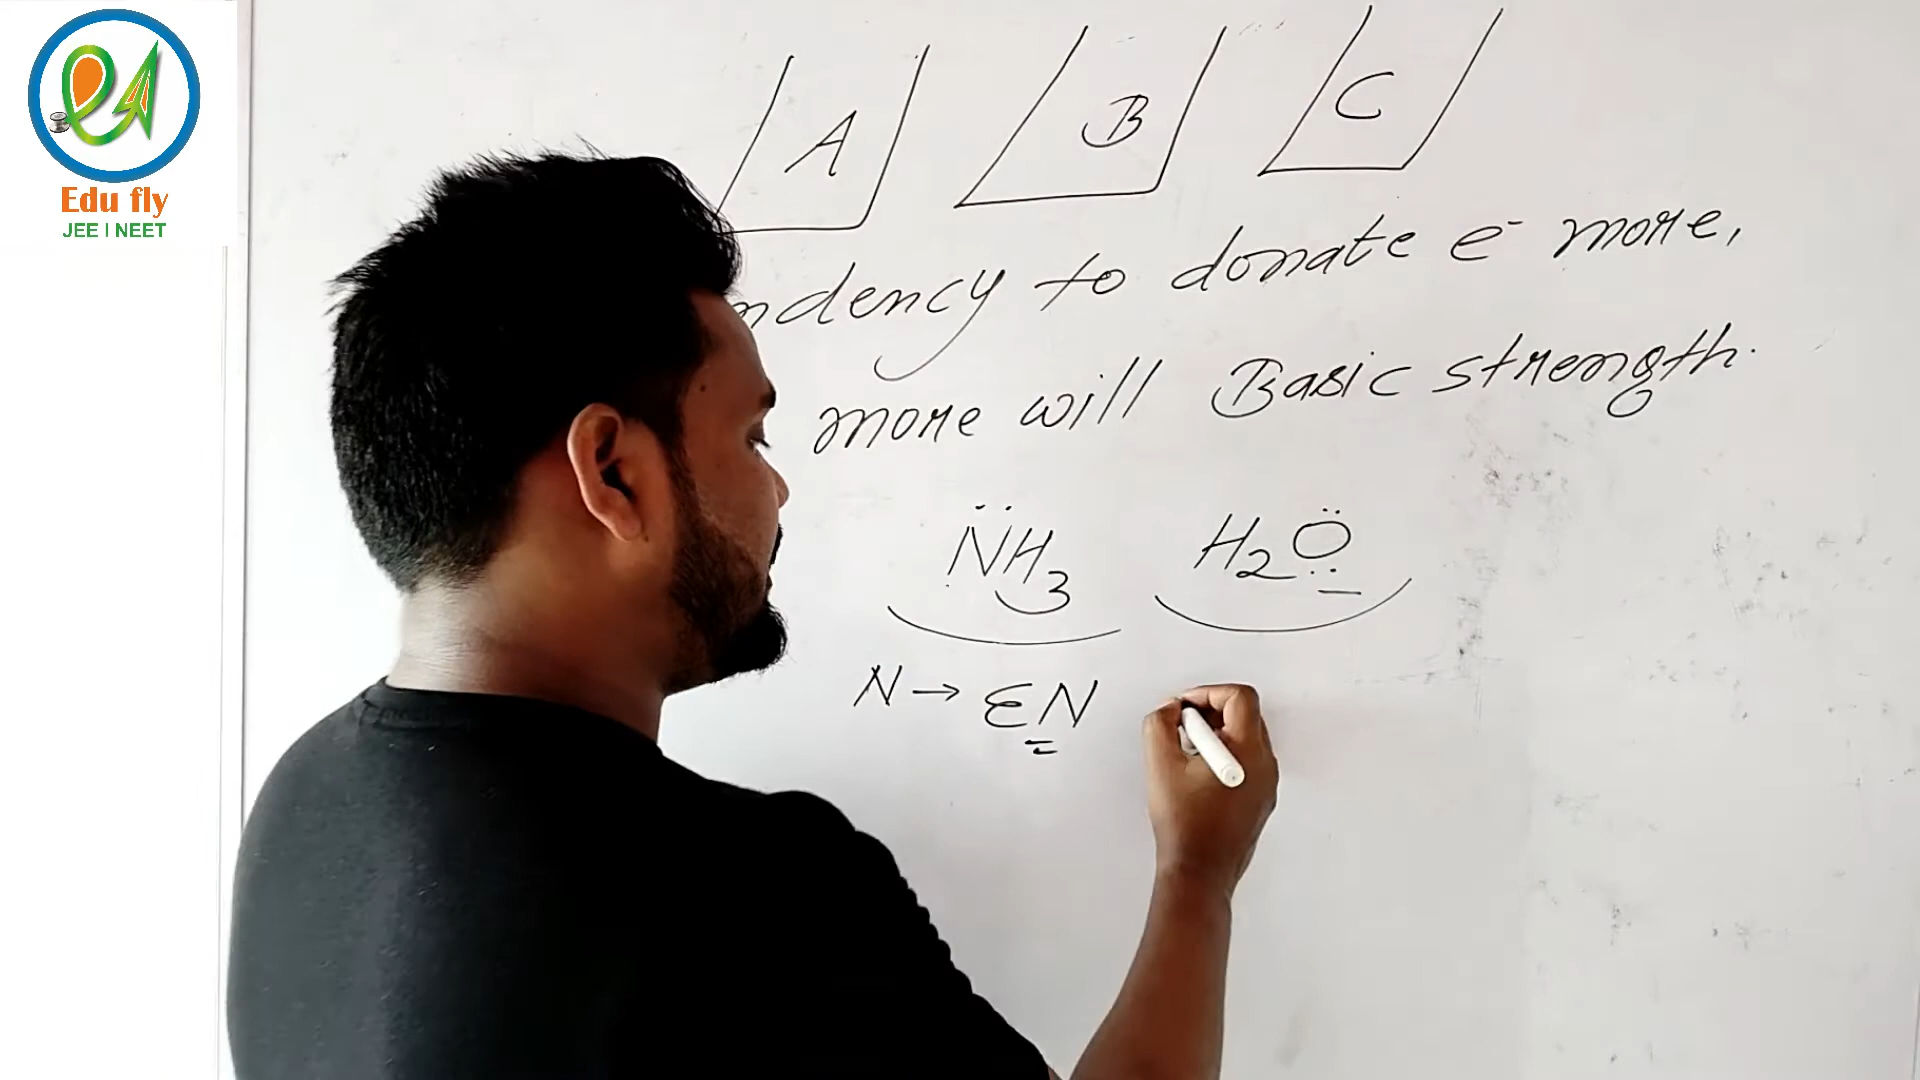 Edu fly
JEE | NEET
A B C
ndency to donate e⁻ more,
more will Basic strength.
NH₃ H₂O
N → EN